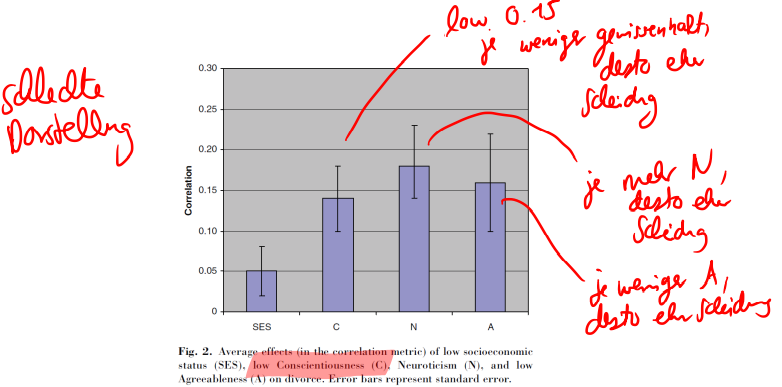 low 0.15
je weniger gewissenhaft,
desto eher
Scheidung
schlechte
Darstellung
0.30
0.25
0.20
0.15
0.10
0.05
0
Correlation
SES C N A
je mehr N,
desto eher
Scheidung
je weniger A,
desto eher Scheidung
Fig. 2. Average effects (in the correlation metric) of low socioeconomic
status (SES), low Conscientiousness (C), Neuroticism (N), and low
Agreeableness (A) on divorce. Error bars represent standard error.